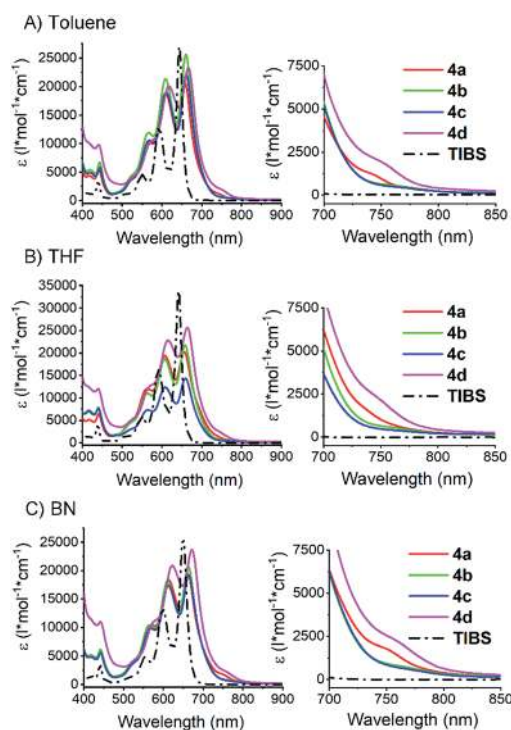 A) Toluene
ε (l*mol⁻¹*cm⁻¹)
25000
20000
15000
10000
5000
0
400 500 600 700 800 900
Wavelength (nm)
ε (l*mol⁻¹*cm⁻¹)
7500
5000
2500
0
700 750 800 850
Wavelength (nm)
4a
4b
4c
4d
TIBS
B) THF
ε (l*mol⁻¹*cm⁻¹)
35000
30000
25000
20000
15000
10000
5000
0
400 500 600 700 800 900
Wavelength (nm)
ε (l*mol⁻¹*cm⁻¹)
7500
5000
2500
0
700 750 800 850
Wavelength (nm)
4a
4b
4c
4d
TIBS
C) BN
ε (l*mol⁻¹*cm⁻¹)
30000
25000
20000
15000
10000
5000
0
400 500 600 700 800 900
Wavelength (nm)
ε (l*mol⁻¹*cm⁻¹)
7500
5000
2500
0
700 750 800 850
Wavelength (nm)
4a
4b
4c
4d
TIBS